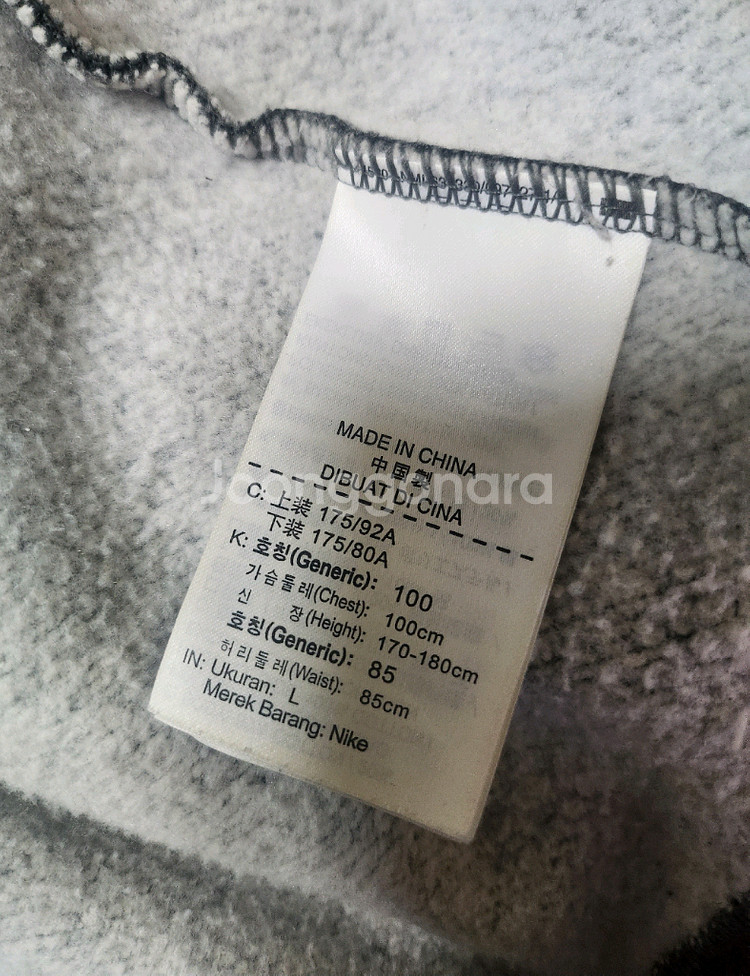 MADE IN CHINA
中国製
DIBUAT DI CINA
C: 上装 175/92A
下装 175/80A
K: 호칭(Generic): 100
가슴둘레(Chest): 100cm
신 장(Height): 170-180cm
호칭(Generic): 85
허리둘레(Waist): 85cm
IN: Ukuran: L
Merek Barang: Nike
Joonggonara